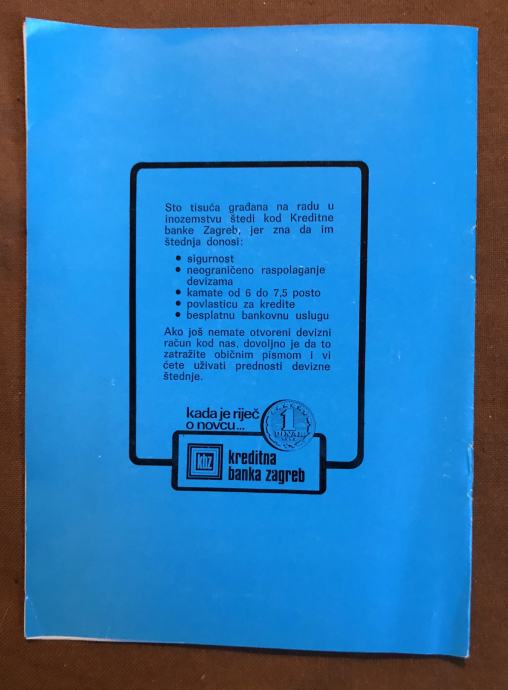 Sto tisuća građana na radu u
inozemstvu štedi kod Kreditne
banke Zagreb, jer zna da im
štednja donosi:
• sigurnost
• neograničeno raspolaganje
devizama
• kamate od 6 do 7,5 posto
• povlasticu za kredite
• besplatnu bankovnu uslugu
Ako još nemate otvoreni devizni
račun kod nas, dovoljno je da to
zatražite običnim pismom i vi
ćete uživati prednosti devizne
štednje.
kada je riječ
o novcu...
1
DINAR
kbz
kreditna
banka zagreb